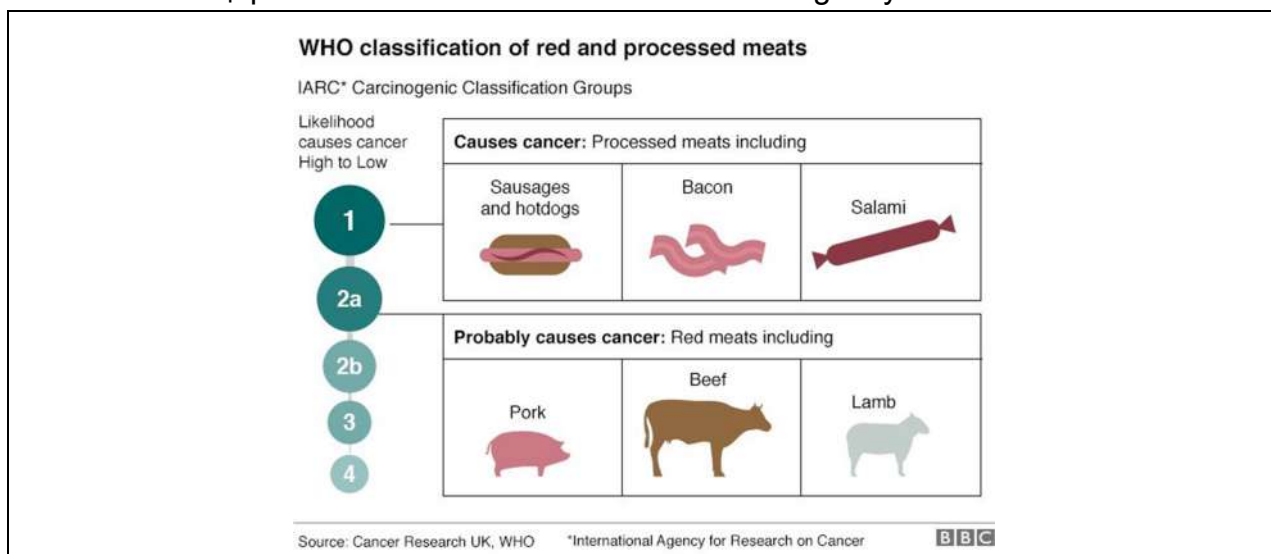 WHO classification of red and processed meats
IARC* Carcinogenic Classification Groups
Likelihood
causes cancer
High to Low
Causes cancer: Processed meats including
Sausages
and hotdogs
Bacon
Salami
1
2a
Probably causes cancer: Red meats including
2b
Pork
Beef
Lamb
3
4
Source: Cancer Research UK, WHO *International Agency for Research on Cancer
BBC